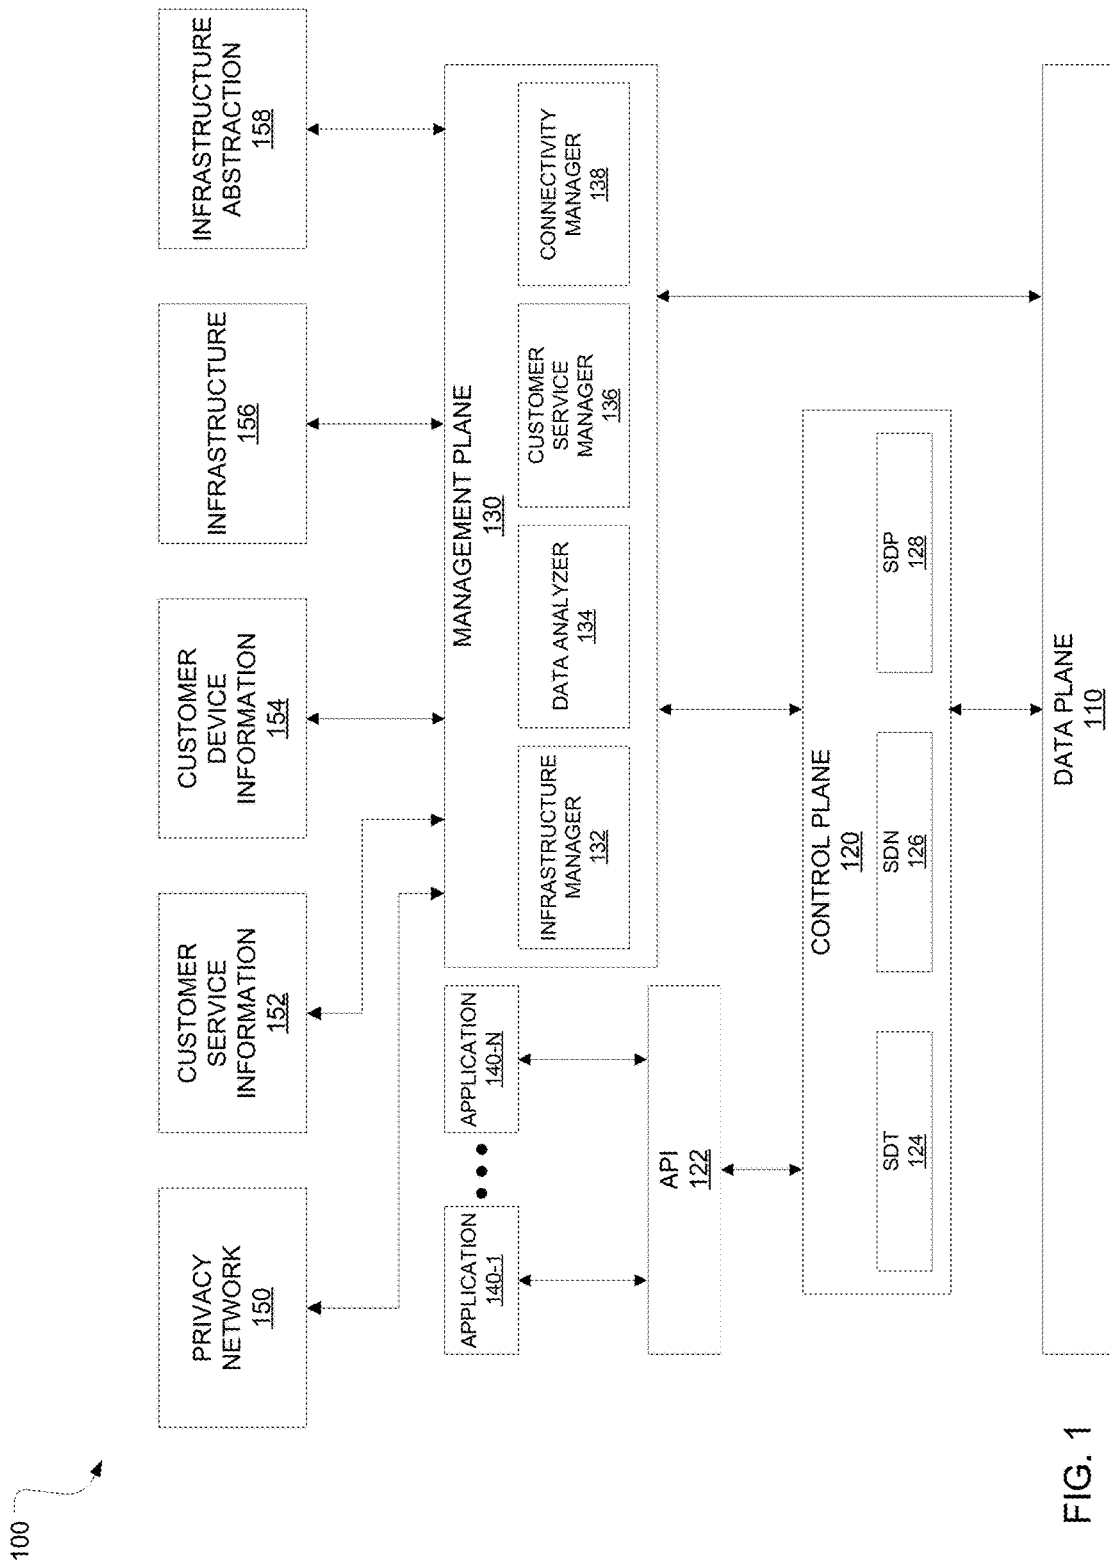 100
PRIVACY
NETWORK
150
CUSTOMER
SERVICE
INFORMATION
152
CUSTOMER
DEVICE
INFORMATION
154
INFRASTRUCTURE
156
INFRASTRUCTURE
ABSTRACTION
158
APPLICATION
140-1
APPLICATION
140-N
MANAGEMENT PLANE
130
INFRASTRUCTURE
MANAGER
132
DATA ANALYZER
134
CUSTOMER
SERVICE
MANAGER
136
CONNECTIVITY
MANAGER
138
API
122
CONTROL PLANE
120
SDT
124
SDN
126
SDP
128
DATA PLANE
110
FIG. 1